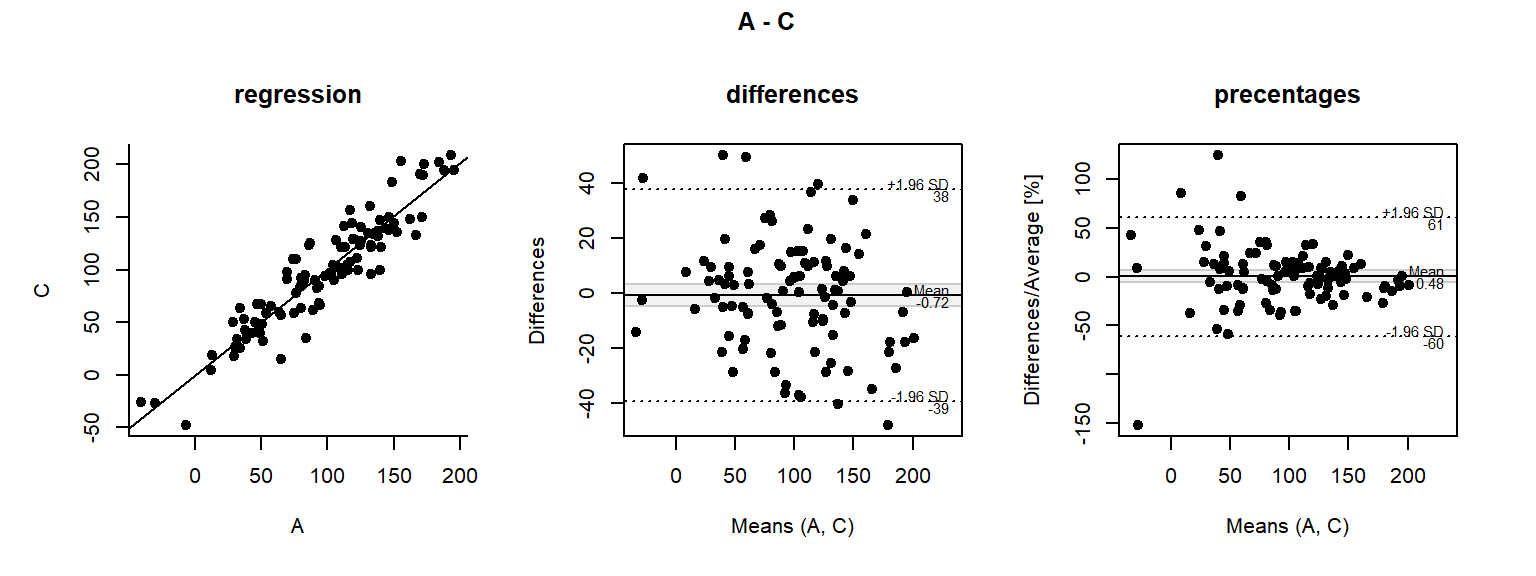 A - C
regression
differences
precentages
C
-50
0
50
100
150
200
0
50
100
150
200
A
Differences
-40
-20
0
20
40
+1.96 SD
38
Mean
-0.72
-1.96 SD
-39
0
50
100
150
200
Means (A, C)
Differences/Average [%]
-150
-50
0
50
100
+1.96 SD
61
Mean
0.48
-1.96 SD
-60
0
50
100
150
200
Means (A, C)